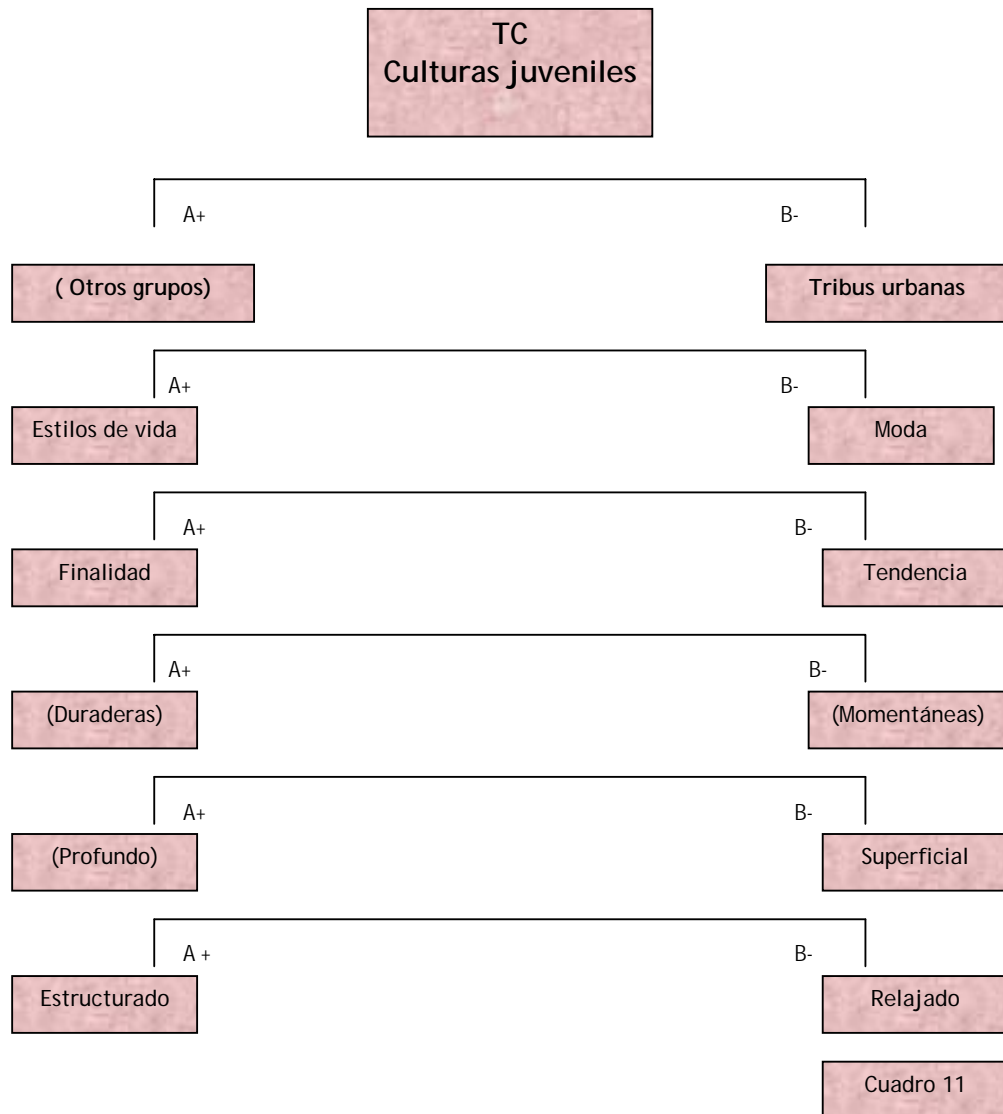 TC
Culturas juveniles
A+
B-
( Otros grupos)
Tribus urbanas
A+
B-
Estilos de vida
Moda
A+
B-
Finalidad
Tendencia
A+
B-
(Duraderas)
(Momentáneas)
A+
B-
(Profundo)
Superficial
A +
B-
Estructurado
Relajado
Cuadro 11